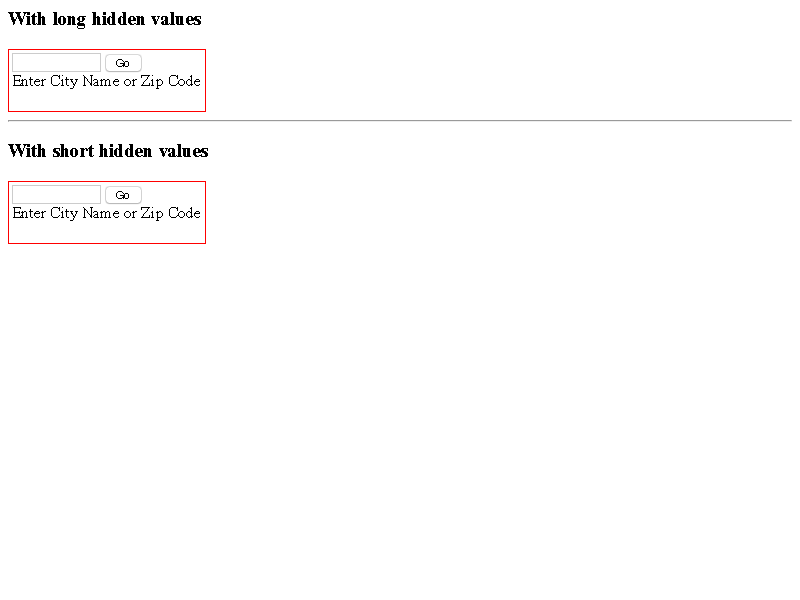 With long hidden values
Go
Enter City Name or Zip Code
With short hidden values
Go
Enter City Name or Zip Code